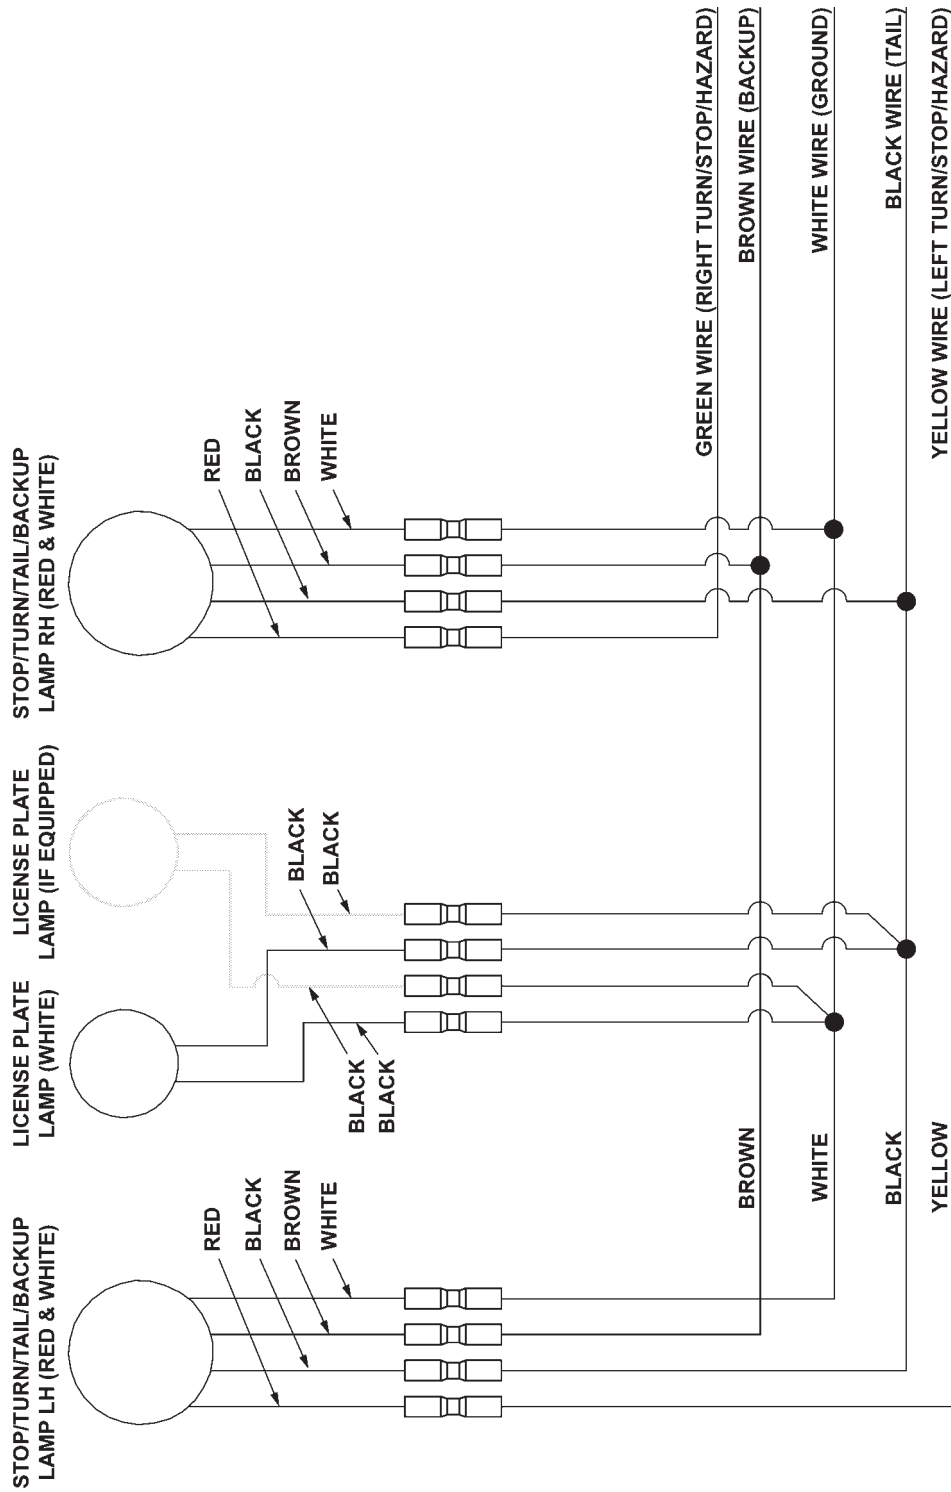 STOP/TURN/TAIL/BACKUP
LAMP LH (RED & WHITE)
LICENSE PLATE
LAMP (WHITE)
LICENSE PLATE
LAMP (IF EQUIPPED)
STOP/TURN/TAIL/BACKUP
LAMP RH (RED & WHITE)
RED
BLACK
BROWN
WHITE
BLACK
BLACK
BLACK
BLACK
RED
BLACK
BROWN
WHITE
BROWN
WHITE
BLACK
YELLOW
GREEN WIRE (RIGHT TURN/STOP/HAZARD)
BROWN WIRE (BACKUP)
WHITE WIRE (GROUND)
BLACK WIRE (TAIL)
YELLOW WIRE (LEFT TURN/STOP/HAZARD)